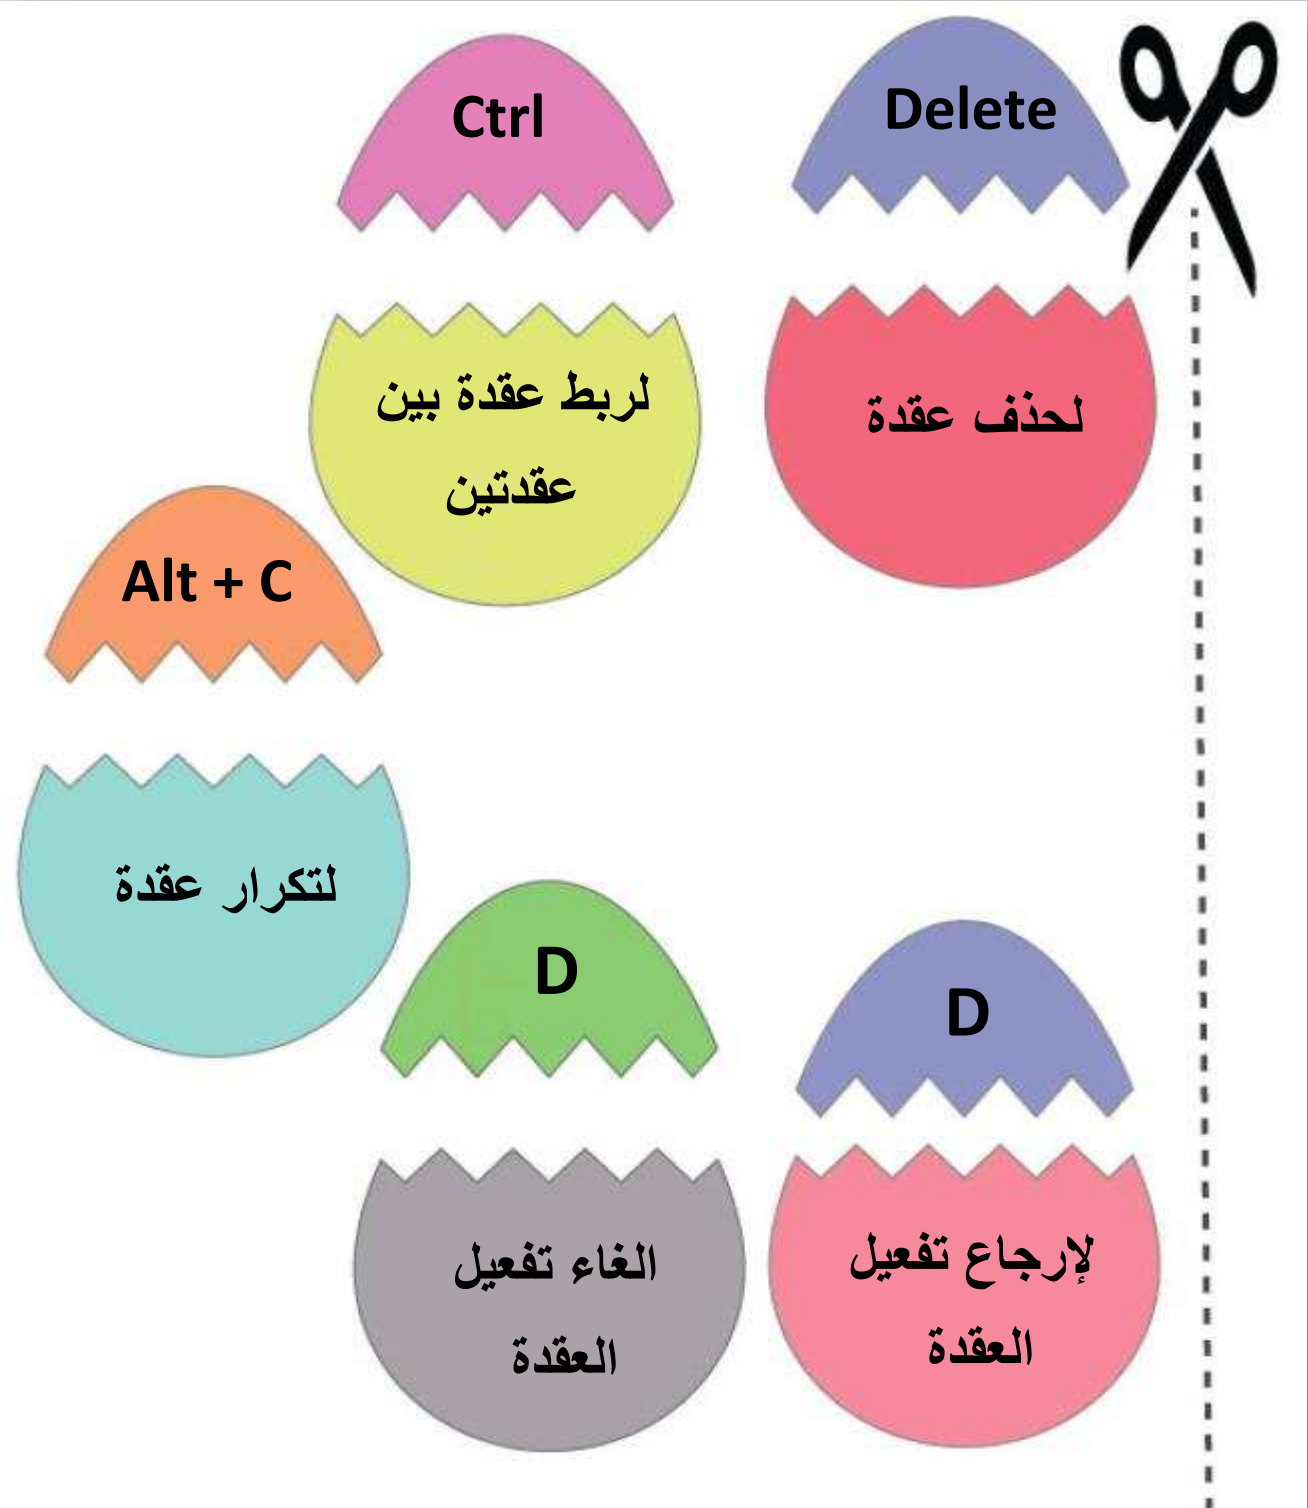 Delete
لحذف عقدة
Ctrl
لربط عقدة بين
عقدتين
Alt + C
لتكرار عقدة
D
لإرجاع تفعيل
العقدة
D
الغاء تفعيل
العقدة